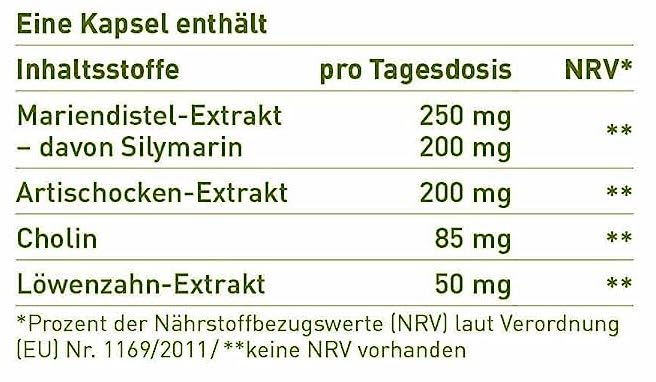 Eine Kapsel enthält
Inhaltsstoffe pro Tagesdosis NRV*
Mariendistel-Extrakt 250 mg
– davon Silymarin 200 mg **
Artischocken-Extrakt 200 mg **
Cholin 85 mg **
Löwenzahn-Extrakt 50 mg **
*Prozent der Nährstoffbezugswerte (NRV) laut Verordnung
(EU) Nr. 1169/2011/**keine NRV vorhanden